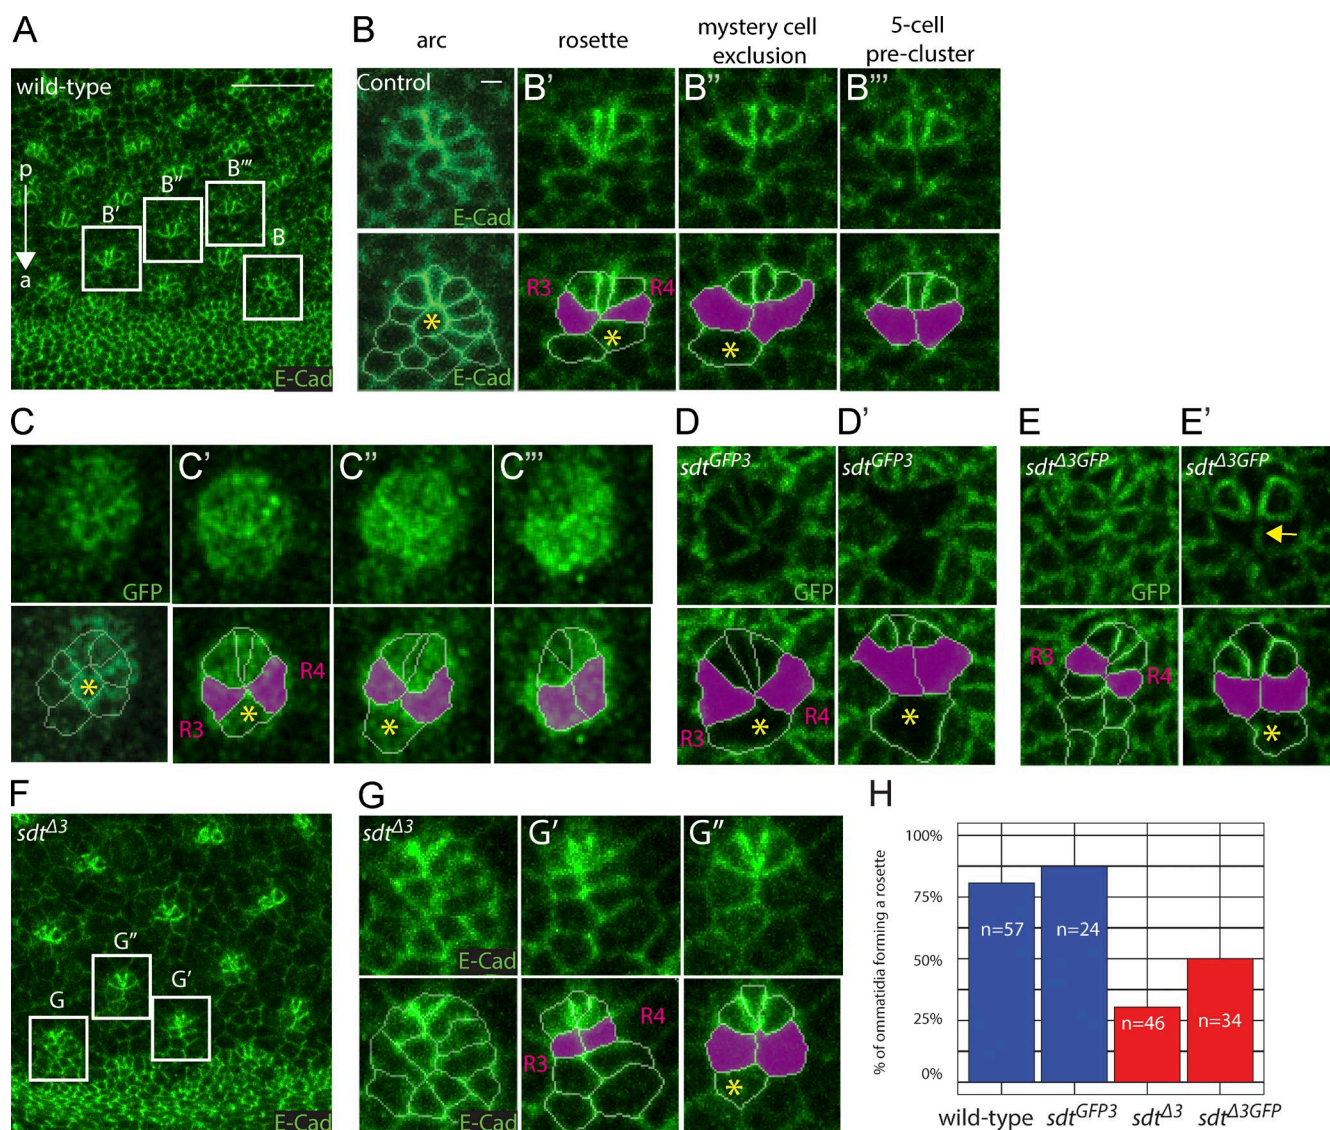 A
wild-type
p
a
B'
B''
B'''
B
E-Cad
B
arc
rosette
mystery cell
exclusion
5-cell
pre-cluster
Control
B'
B''
B'''
E-Cad
R3
R4
*
*
*
E-Cad
C
C'
C''
C'''
GFP
R4
R3
*
*
*
D
D'
sdtGFP3
sdtGFP3
GFP
R3
R4
*
*
E
E'
sdtΔ3GFP
sdtΔ3GFP
GFP
R3
R4
*
F
sdtΔ3
G
G''
G'
E-Cad
G
sdtΔ3
G'
G''
E-Cad
R4
R3
*
E-Cad
H
% of ommatidia forming a rosette
100%
75%
50%
25%
0%
n=57
n=24
n=46
n=34
wild-type
sdtGFP3
sdtΔ3
sdtΔ3GFP